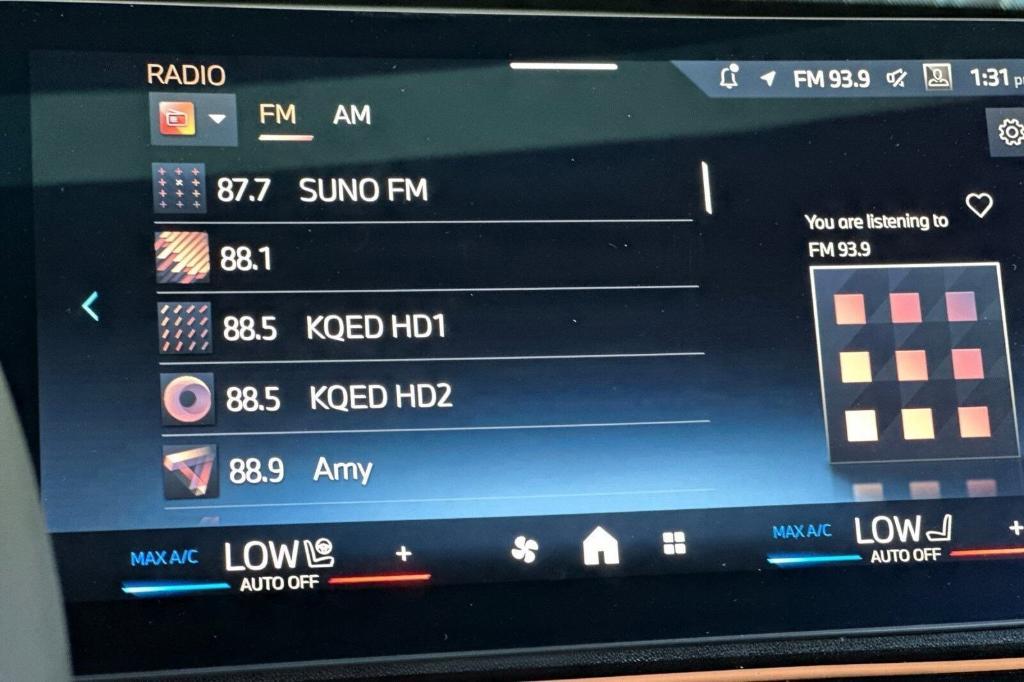 RADIO
FM 93.9
1:31
FM
AM
87.7 SUNO FM
88.1
88.5 KQED HD1
88.5 KQED HD2
88.9 Amy
You are listening to
FM 93.9
MAX A/C LOW +
AUTO OFF
MAX A/C LOW +
AUTO OFF